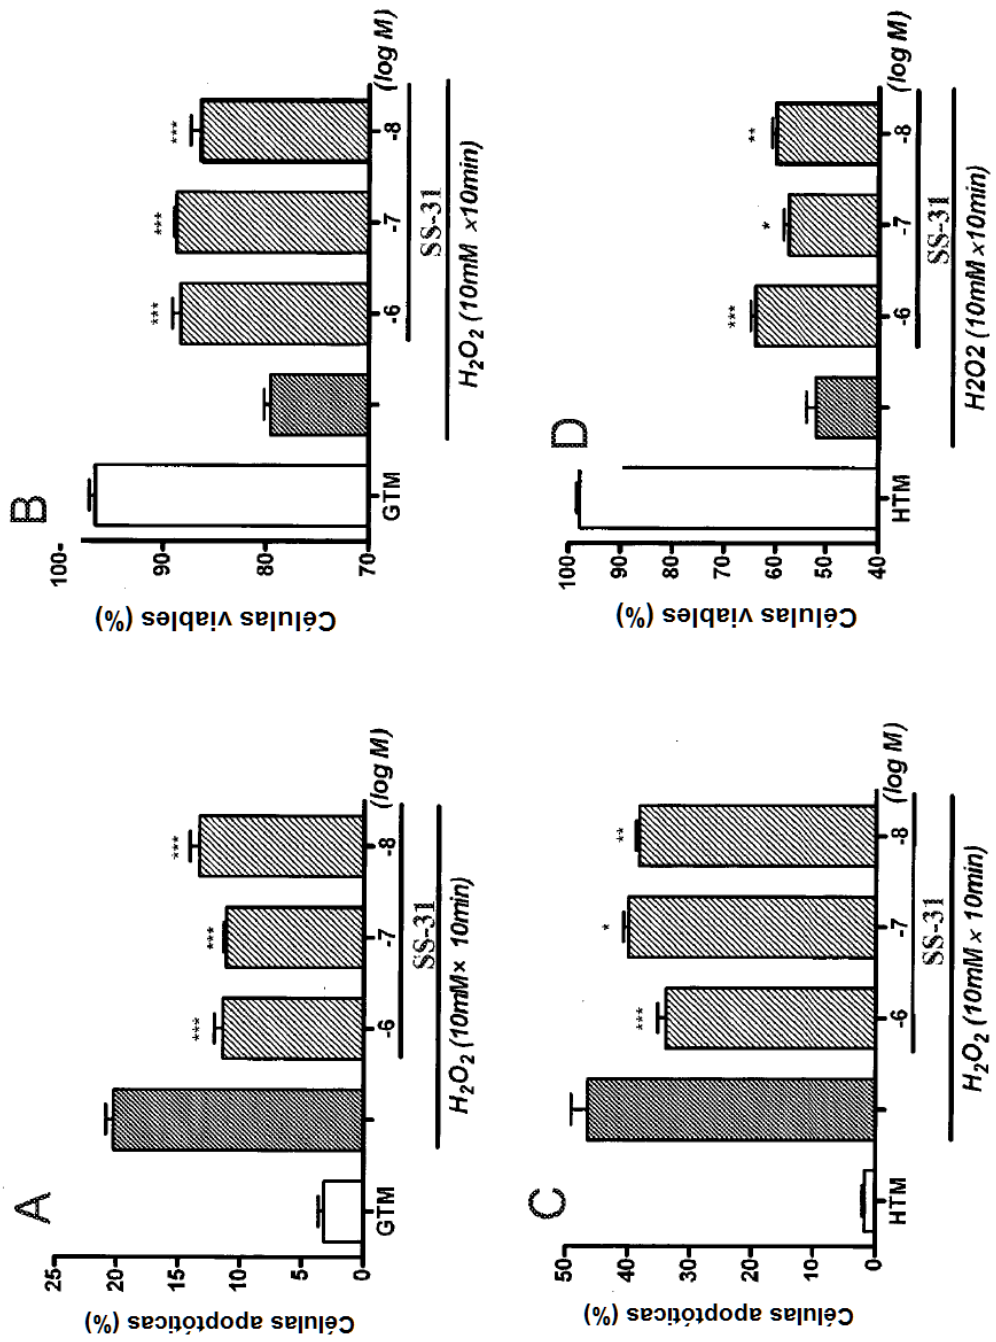 A
Células apoptóticas (%)
25
20
15
10
5
0
GTM
-6
-7
-8
(log M)
***
***
***
SS-31
H2O2 (10mM× 10min)
B
Células viables (%)
100-
90
80
70
GTM
-6
-7
-8
(log M)
***
***
***
SS-31
H2O2 (10mM ×10min)
C
Células apoptóticas (%)
50
40
30
20
10
0
HTM
-6
-7
-8
(log M)
***
*
**
SS-31
H2O2 (10mM × 10min)
D
Células viables (%)
100
90
80
70
60
50
40
HTM
-6
-7
-8
(log M)
***
*
**
SS-31
H2O2 (10mM ×10min)